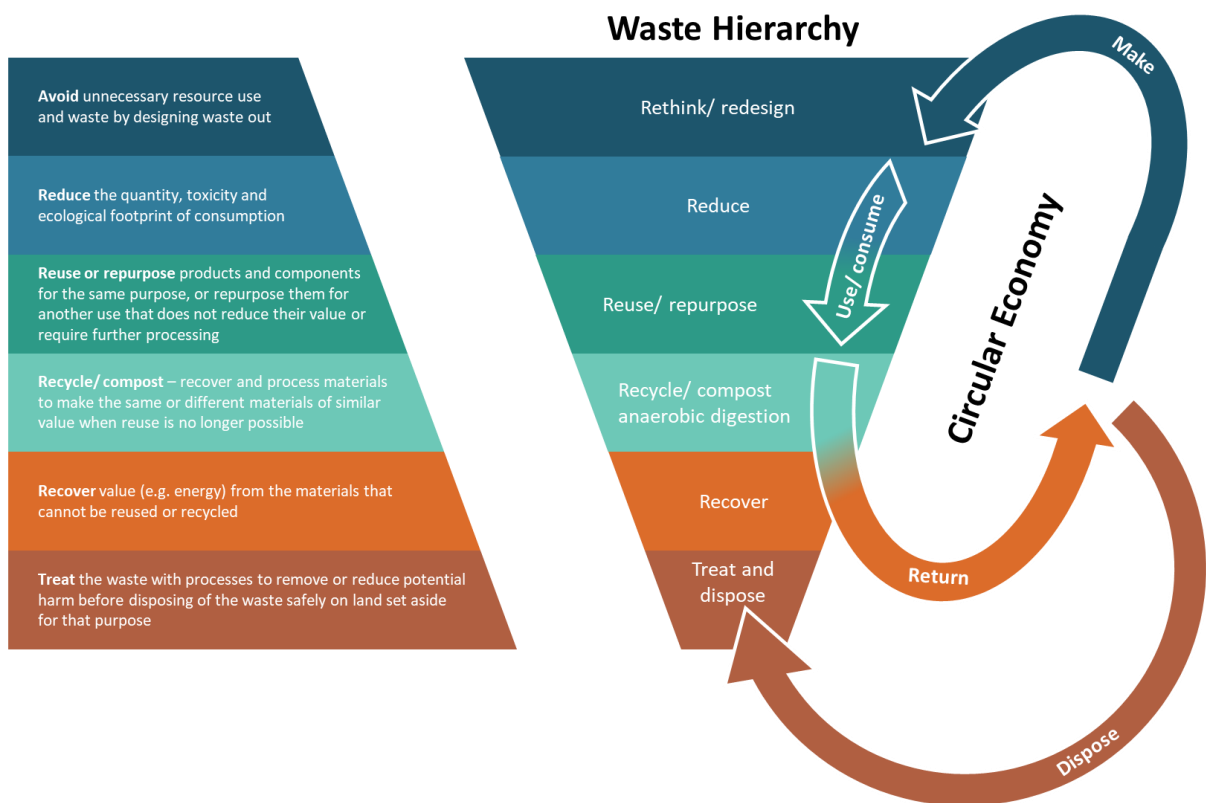 Waste Hierarchy
Avoid unnecessary resource use
and waste by designing waste out
Reduce the quantity, toxicity and
ecological footprint of consumption
Reuse or repurpose products and components
for the same purpose, or repurpose them for
another use that does not reduce their value or
require further processing
Recycle/ compost – recover and process materials
to make the same or different materials of similar
value when reuse is no longer possible
Recover value (e.g. energy) from the materials that
cannot be reused or recycled
Treat the waste with processes to remove or reduce potential
harm before disposing of the waste safely on land set aside
for that purpose
Rethink/ redesign
Reduce
Reuse/ repurpose
Recycle/ compost
anaerobic digestion
Recover
Treat and
dispose
Make
Use/ consume
Circular Economy
Return
Dispose